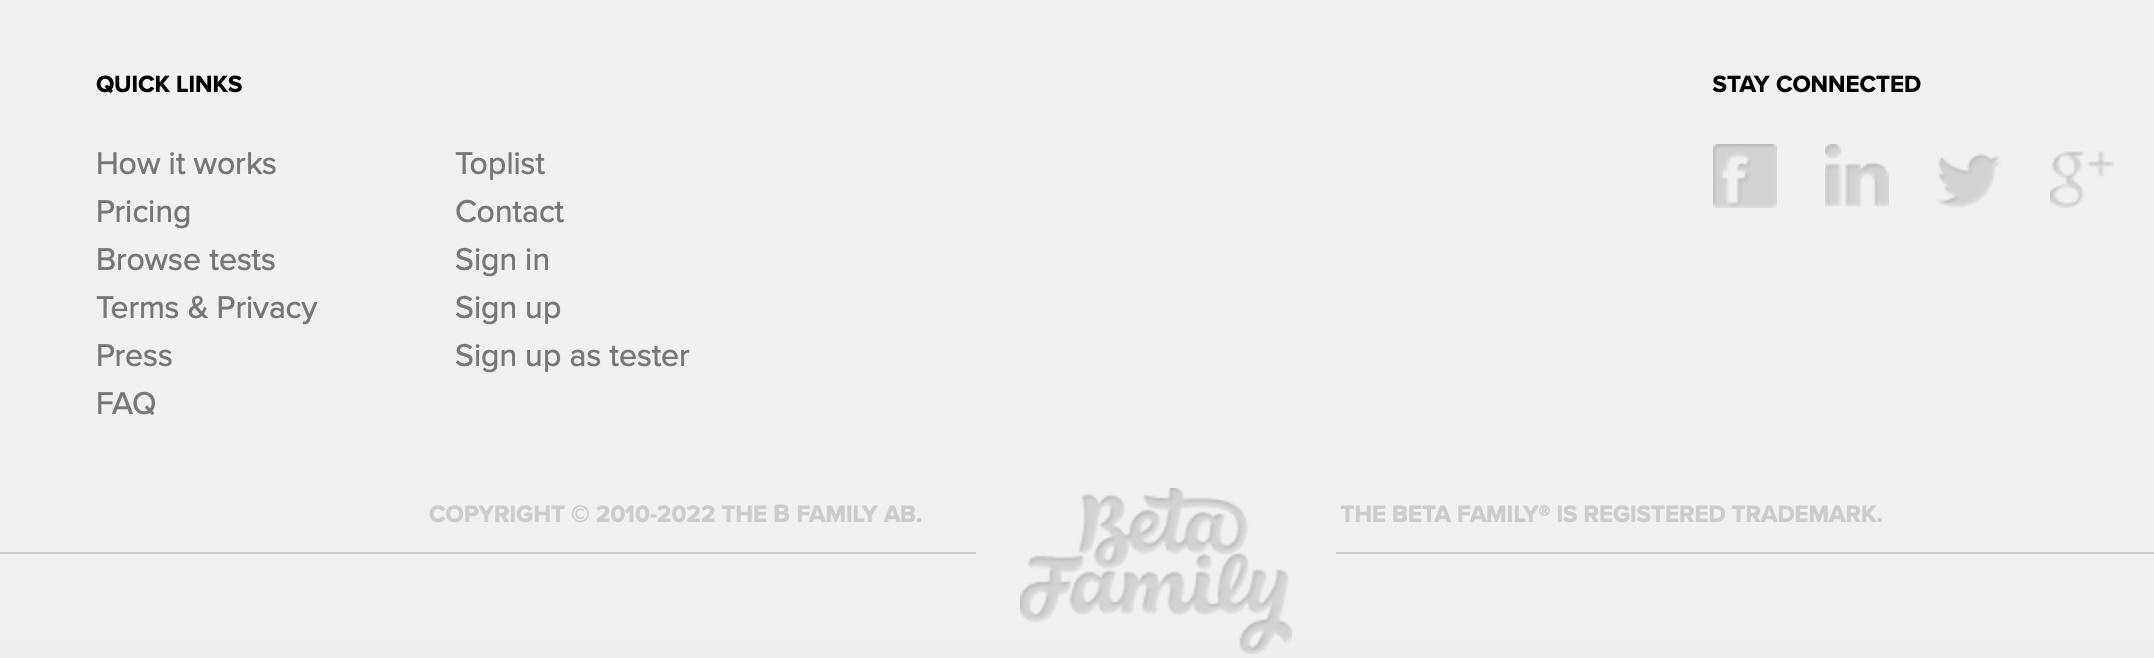 QUICK LINKS
How it works
Pricing
Browse tests
Terms & Privacy
Press
FAQ
Toplist
Contact
Sign in
Sign up
Sign up as tester
STAY CONNECTED
f in g+
COPYRIGHT © 2010-2022 THE B FAMILY AB.
Beta
Family
THE BETA FAMILY® IS REGISTERED TRADEMARK.